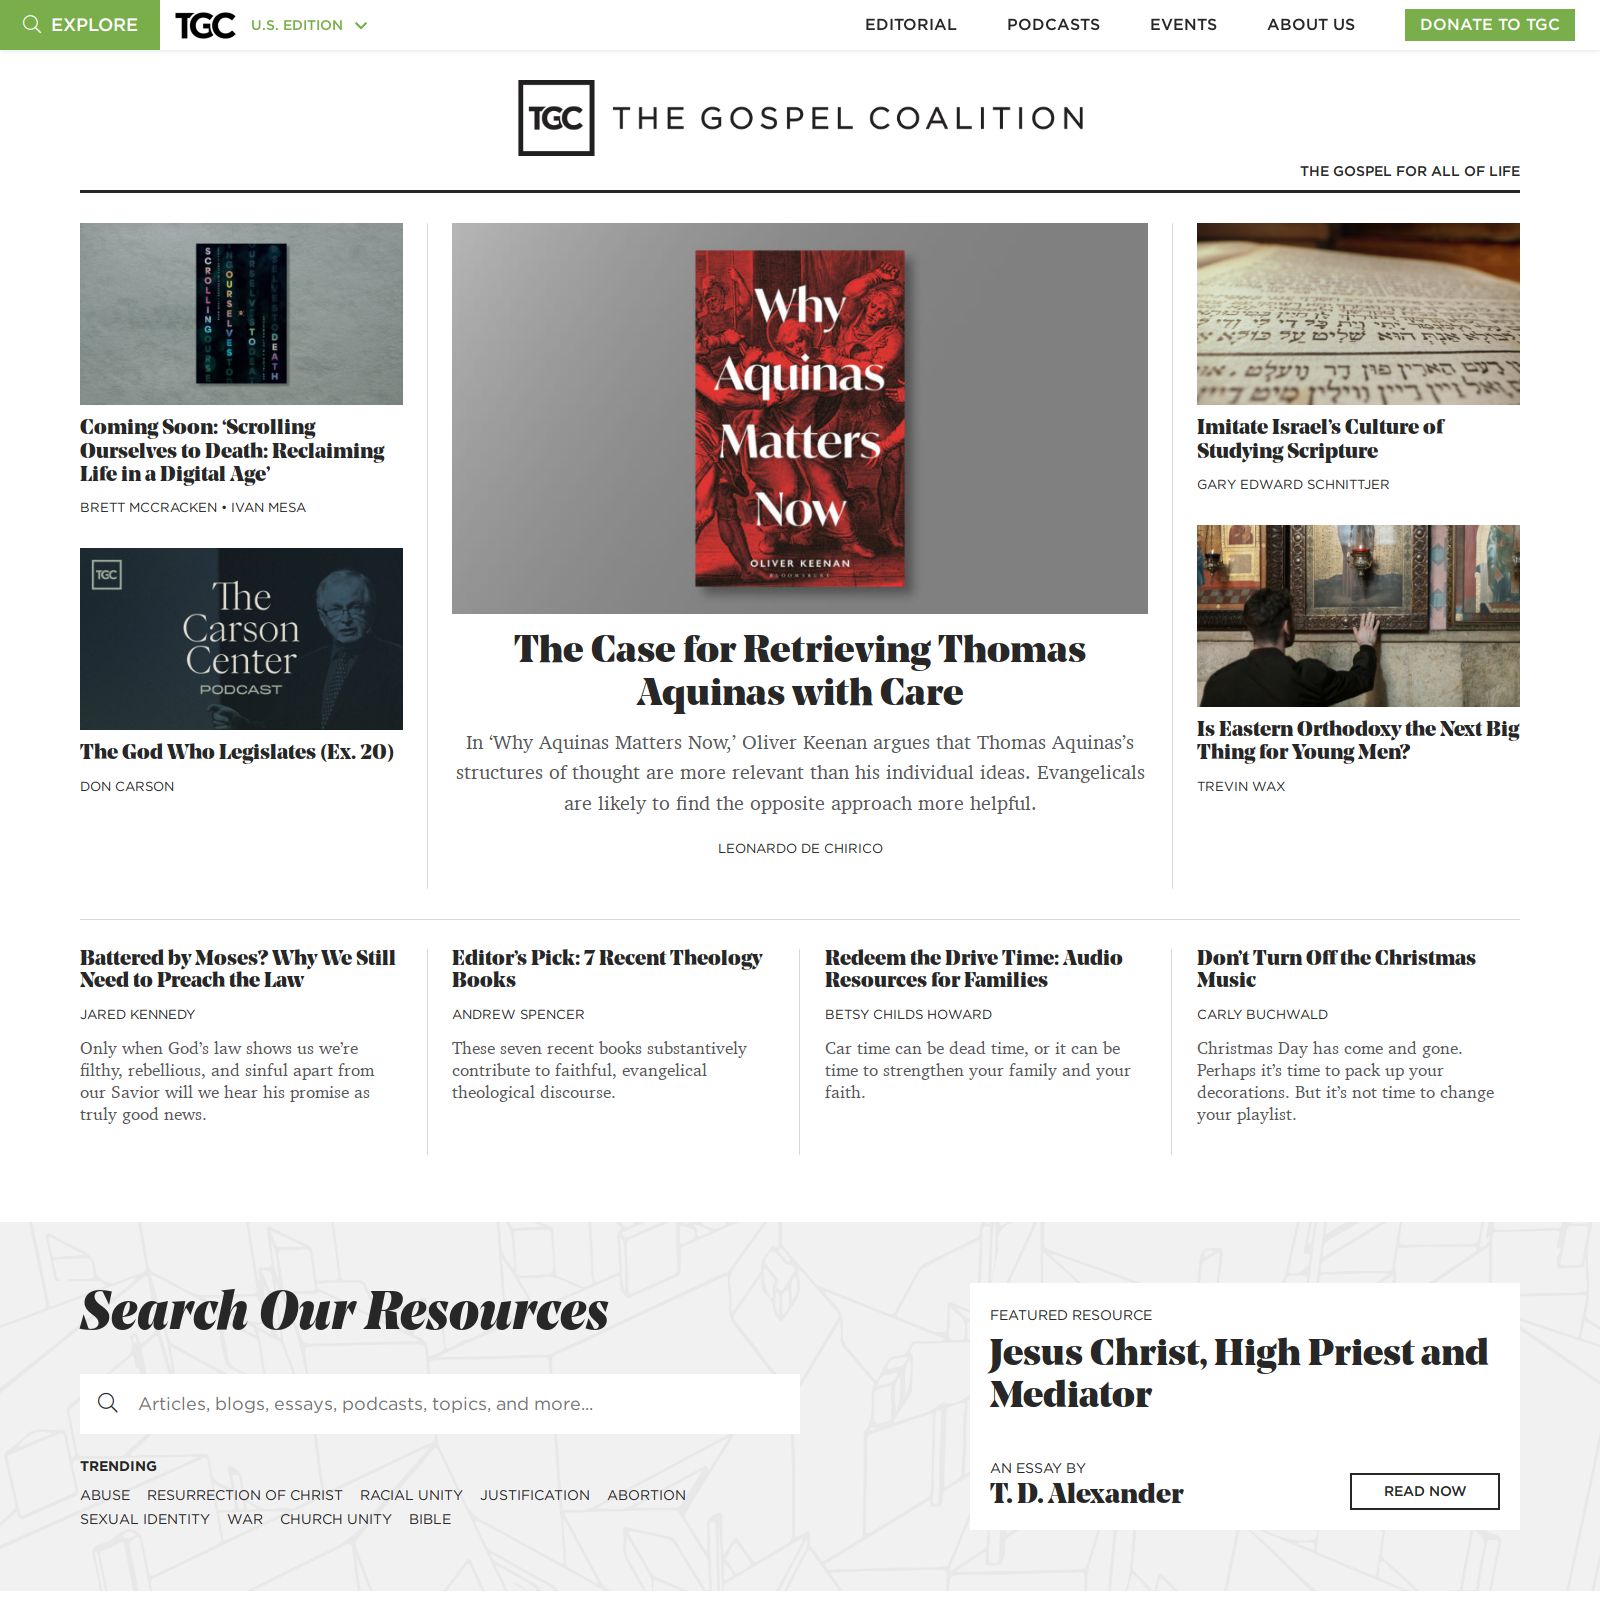 EXPLORE
TGC
U.S. EDITION
EDITORIAL
PODCASTS
EVENTS
ABOUT US
DONATE TO TGC
TGC
THE GOSPEL COALITION
THE GOSPEL FOR ALL OF LIFE
SCROLLING
OURSELVES
TO
DEATH
Coming Soon: ‘Scrolling
Ourselves to Death: Reclaiming
Life in a Digital Age’
BRETT MCCRACKEN • IVAN MESA
TGC
The
Carson
Center
PODCAST
The God Who Legislates (Ex. 20)
DON CARSON
Why
Aquinas
Matters
Now
OLIVER KEENAN
BLOOMSBURY
The Case for Retrieving Thomas
Aquinas with Care
In ‘Why Aquinas Matters Now,’ Oliver Keenan argues that Thomas Aquinas’s
structures of thought are more relevant than his individual ideas. Evangelicals
are likely to find the opposite approach more helpful.
LEONARDO DE CHIRICO
Imitate Israel’s Culture of
Studying Scripture
GARY EDWARD SCHNITTJER
Is Eastern Orthodoxy the Next Big
Thing for Young Men?
TREVIN WAX
Battered by Moses? Why We Still
Need to Preach the Law
JARED KENNEDY
Only when God’s law shows us we’re
filthy, rebellious, and sinful apart from
our Savior will we hear his promise as
truly good news.
Editor’s Pick: 7 Recent Theology
Books
ANDREW SPENCER
These seven recent books substantively
contribute to faithful, evangelical
theological discourse.
Redeem the Drive Time: Audio
Resources for Families
BETSY CHILDS HOWARD
Car time can be dead time, or it can be
time to strengthen your family and your
faith.
Don’t Turn Off the Christmas
Music
CARLY BUCHWALD
Christmas Day has come and gone.
Perhaps it’s time to pack up your
decorations. But it’s not time to change
your playlist.
Search Our Resources
Articles, blogs, essays, podcasts, topics, and more...
TRENDING
ABUSE RESURRECTION OF CHRIST RACIAL UNITY JUSTIFICATION ABORTION
SEXUAL IDENTITY WAR CHURCH UNITY BIBLE
FEATURED RESOURCE
Jesus Christ, High Priest and
Mediator
AN ESSAY BY
T. D. Alexander
READ NOW